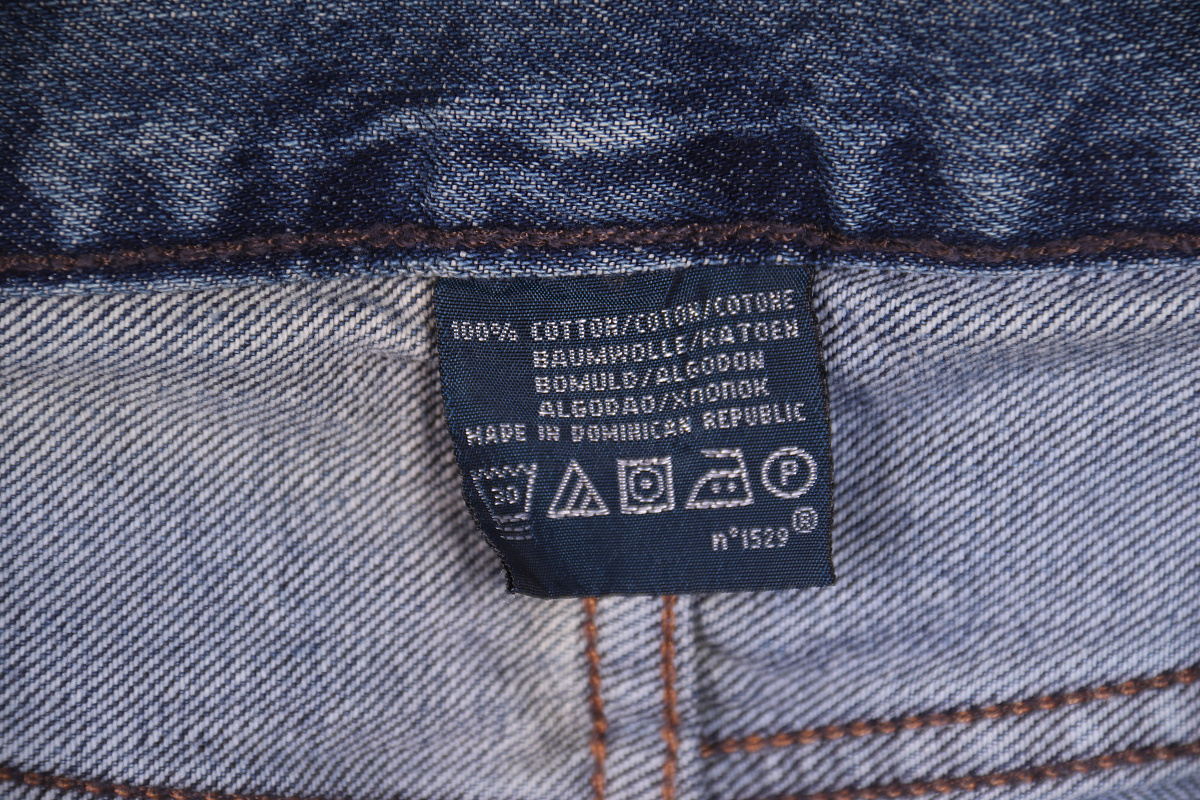 100% COTTON/COTON/COTONE
BAUMWOLLE/KATOEN
BOMULD/ALGODON
ALGODAO/ХЛОПОК
MADE IN DOMINICAN REPUBLIC
30 P
n°1529®